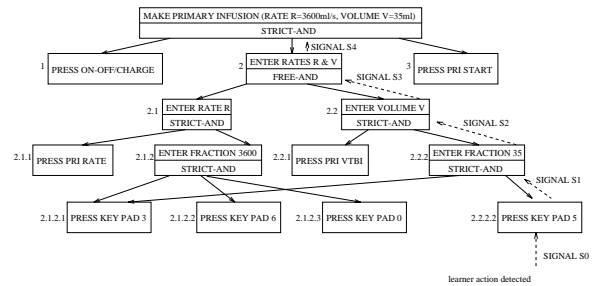 MAKE PRIMARY INFUSION (RATE R=3600ml/s, VOLUME V=35ml)
STRICT-AND
SIGNAL S4
1
PRESS ON-OFF/CHARGE
2
ENTER RATES R & V
FREE-AND
3
PRESS PRI START
SIGNAL S3
2.1
ENTER RATE R
STRICT-AND
2.2
ENTER VOLUME V
STRICT-AND
SIGNAL S2
2.1.1
PRESS PRI RATE
2.1.2
ENTER FRACTION 3600
STRICT-AND
2.2.1
PRESS PRI VTBI
2.2.2
ENTER FRACTION 35
STRICT-AND
SIGNAL S1
2.1.2.1
PRESS KEY PAD 3
2.1.2.2
PRESS KEY PAD 6
2.1.2.3
PRESS KEY PAD 0
2.2.2.2
PRESS KEY PAD 5
SIGNAL S0
learner action detected